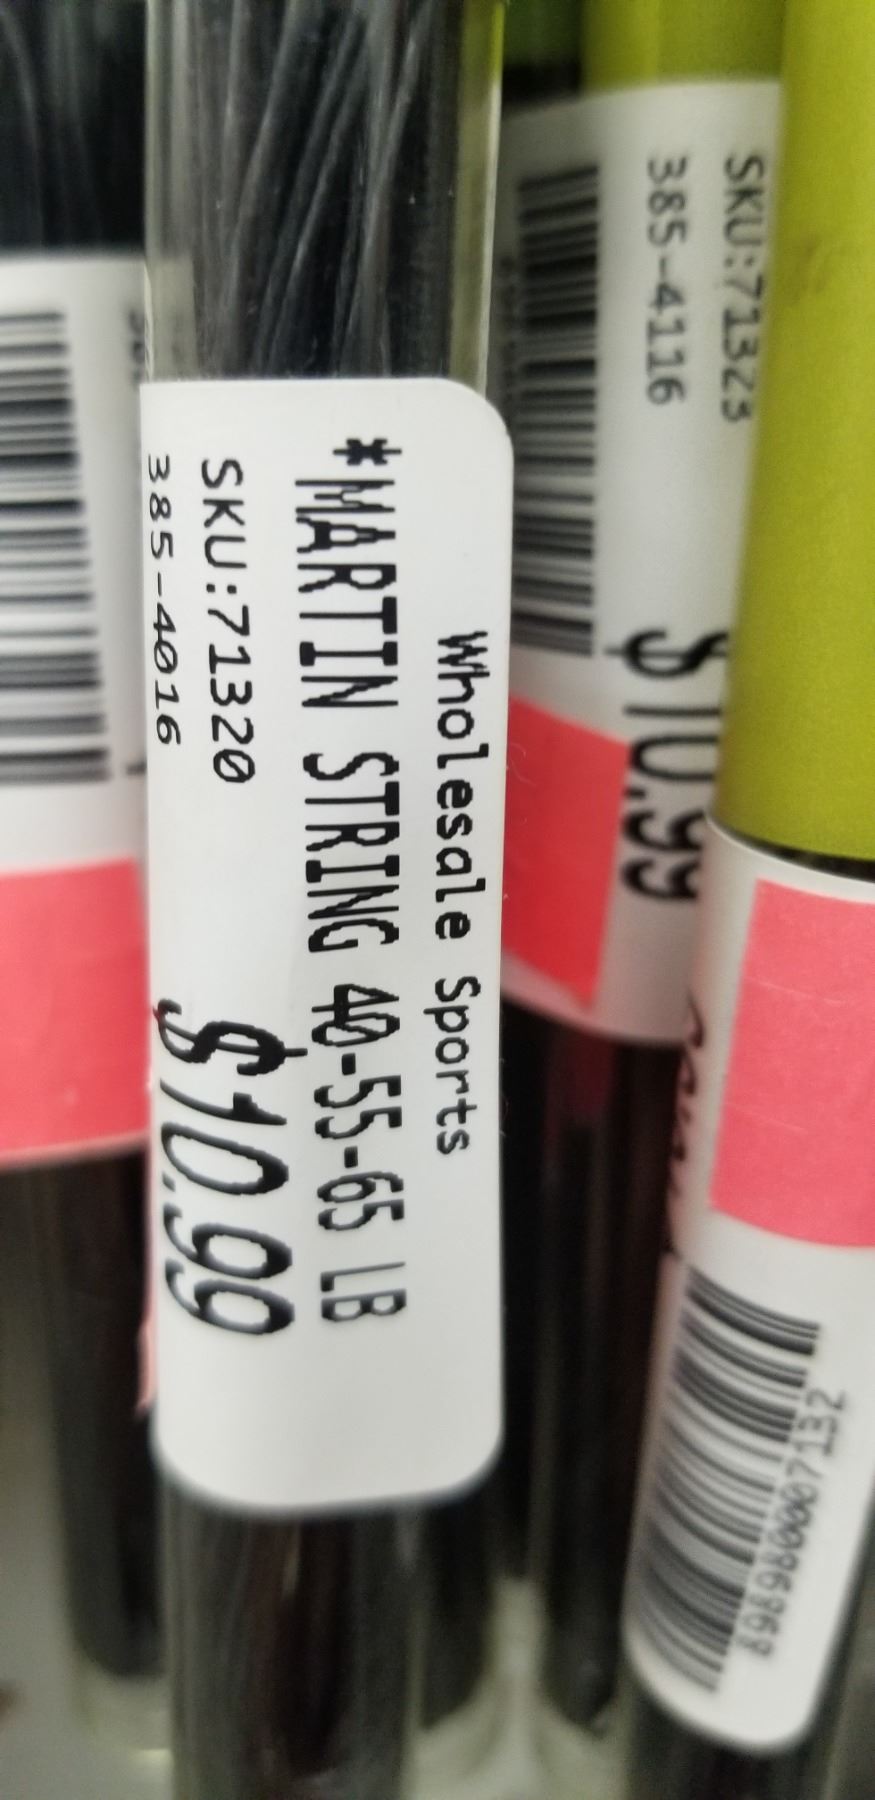 Wholesale Sports
*MARTIN STRING 40-55-65 LB
SKU:71320
385-4016
$10.99
SKU:71323
385-4116
$10.99
898980007132